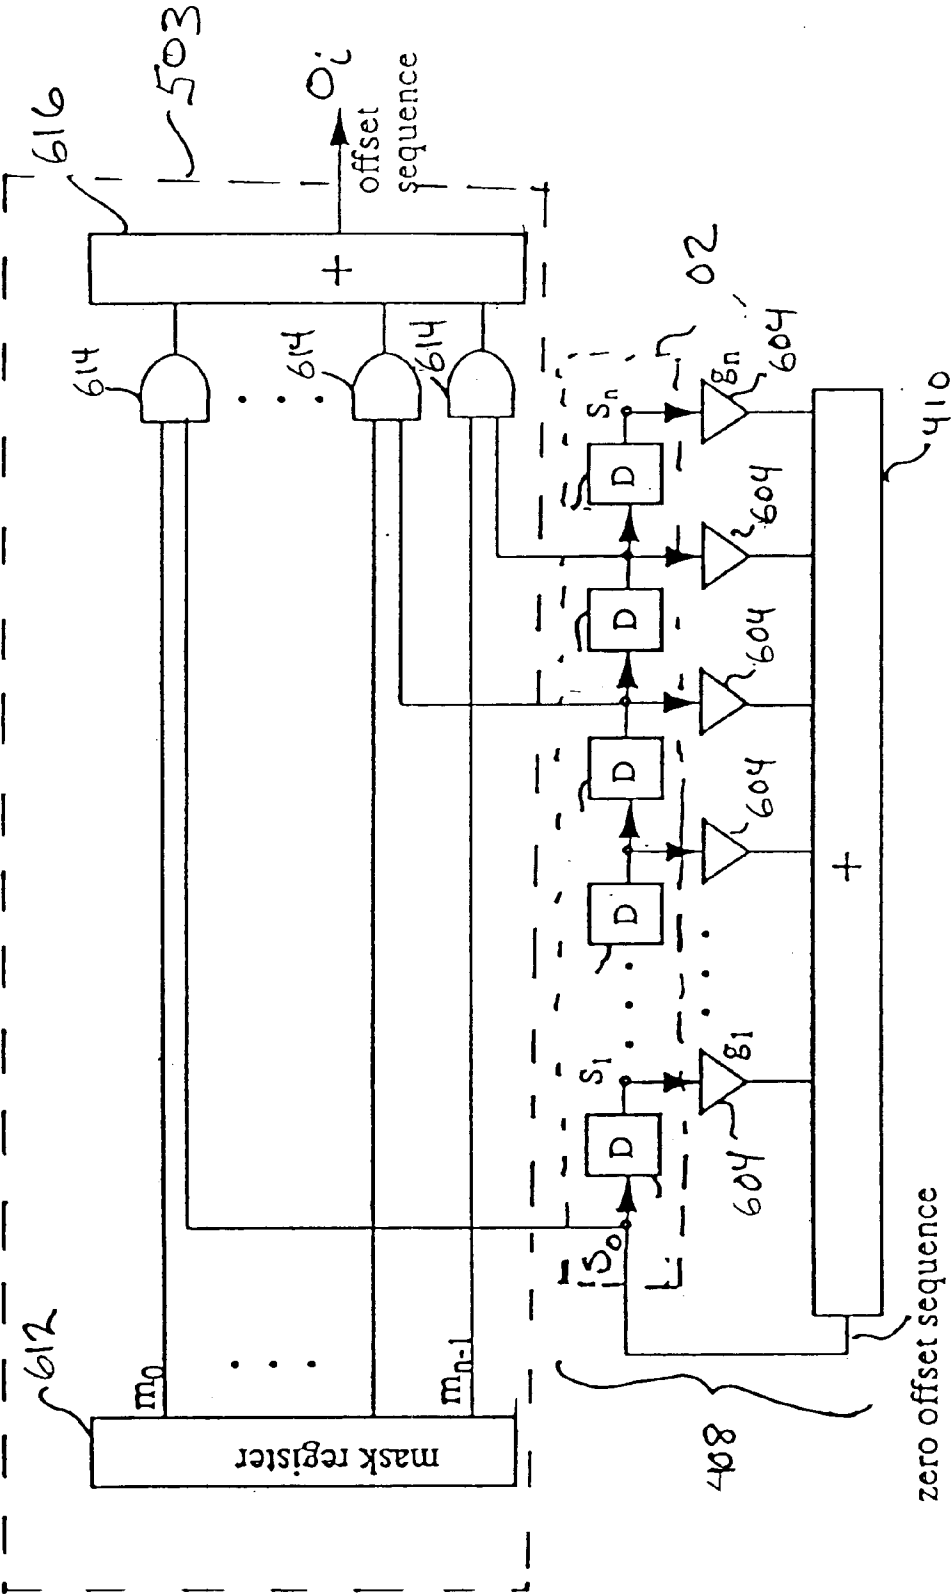 612
mask register
m0
mn-1
614
614
614
616
+
503
Oi
offset
sequence
S0
D
s1
D
D
D
D
sn
02
604
g1
604
604
604
gn
604
+
410
408
zero offset sequence